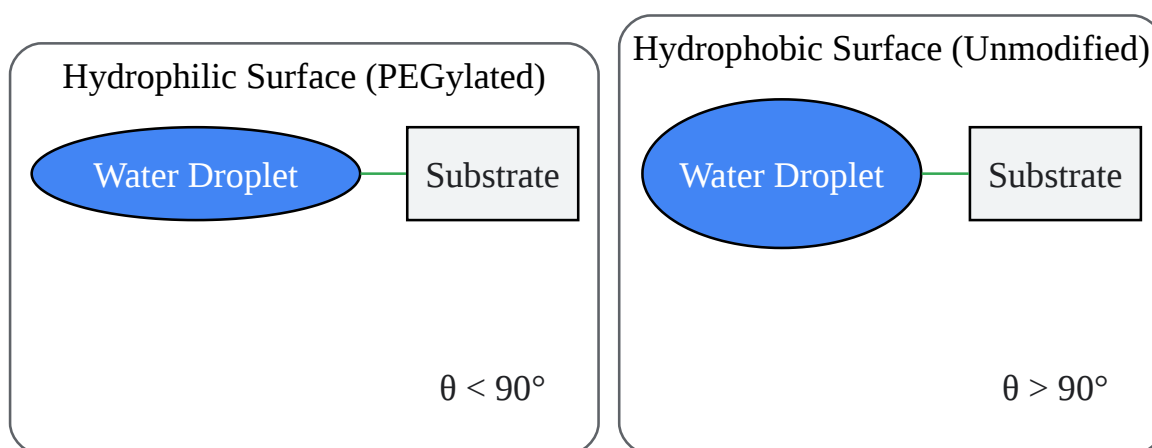 Hydrophilic Surface (PEGylated)
Water Droplet
Substrate
θ < 90°
Hydrophobic Surface (Unmodified)
Water Droplet
Substrate
θ > 90°